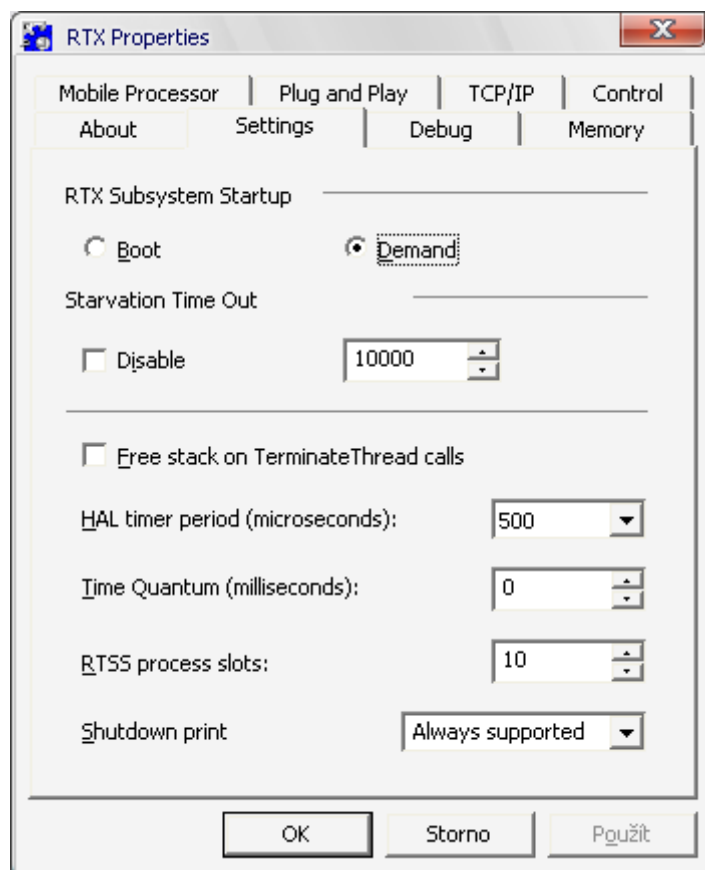 RTX Properties
Mobile Processor Plug and Play TCP/IP Control
About Settings Debug Memory
RTX Subsystem Startup
Boot Demand
Starvation Time Out
Disable 10000
Free stack on TerminateThread calls
HAL timer period (microseconds): 500
Time Quantum (milliseconds): 0
RTSS process slots: 10
Shutdown print Always supported
OK Storno Použít